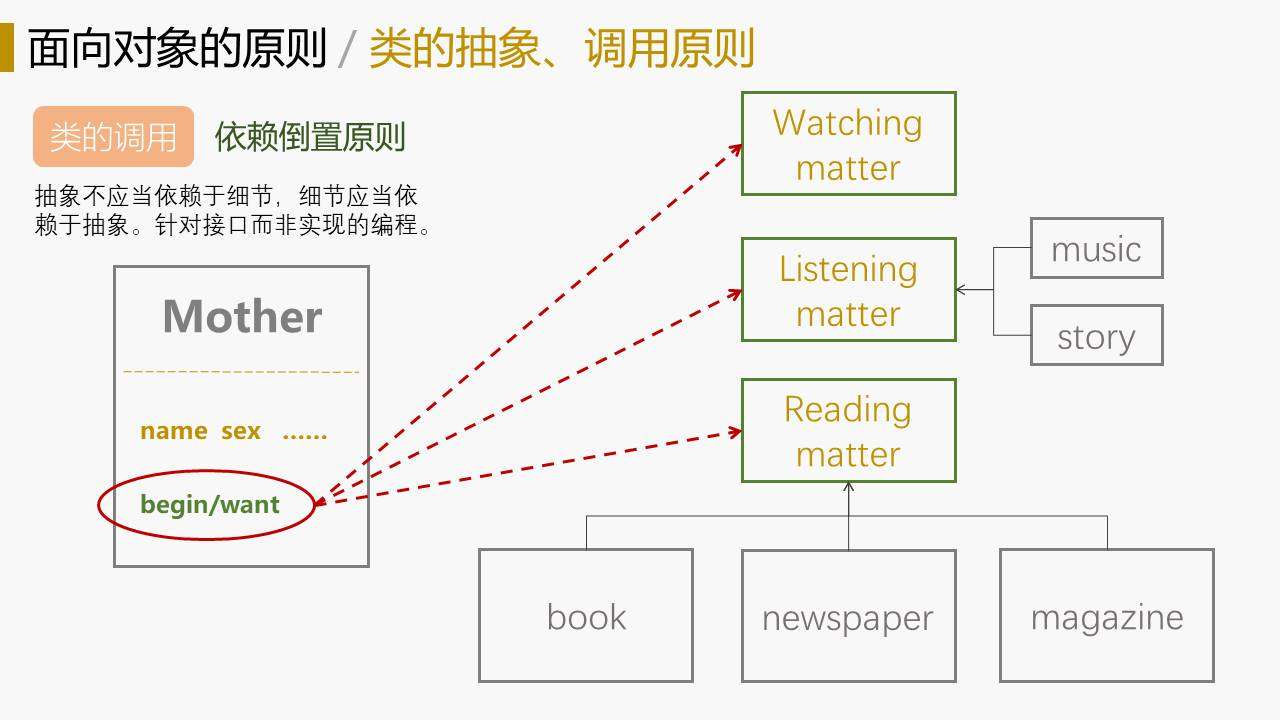 面向对象的原则 / 类的抽象、调用原则
类的调用
依赖倒置原则
抽象不应当依赖于细节，细节应当依
赖于抽象。针对接口而非实现的编程。
Mother
name sex ……
begin/want
Watching
matter
Listening
matter
music
story
Reading
matter
book
newspaper
magazine